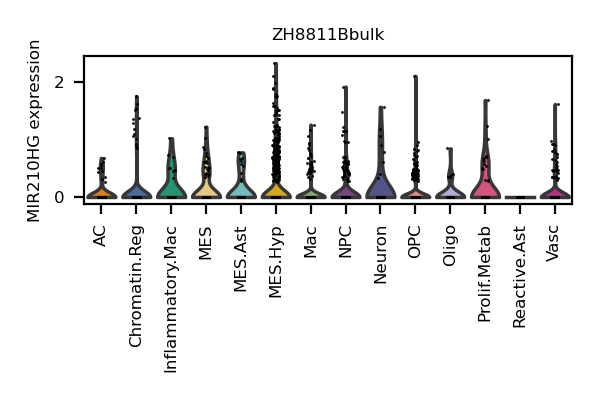 ZH8811Bbulk
MIR210HG expression
2
0
AC
Chromatin.Reg
Inflammatory.Mac
MES
MES.Ast
MES.Hyp
Mac
NPC
Neuron
OPC
Oligo
Prolif.Metab
Reactive.Ast
Vasc